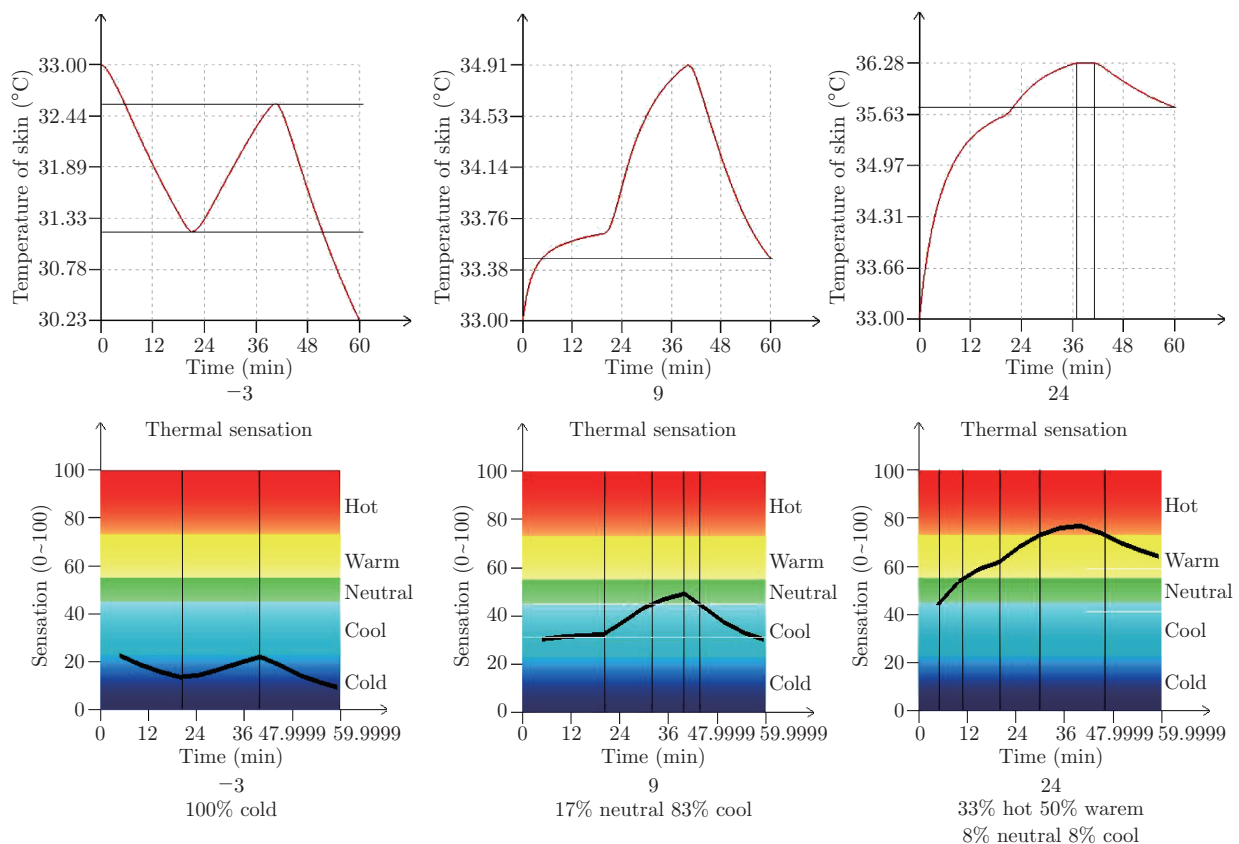 Temperature of skin (°C)
33.00
32.44
31.89
31.33
30.78
30.23
0 12 24 36 48 60
Time (min)
−3
Temperature of skin (°C)
34.91
34.53
34.14
33.76
33.38
33.00
0 12 24 36 48 60
Time (min)
9
Temperature of skin (°C)
36.28
35.63
34.97
34.31
33.66
33.00
0 12 24 36 48 60
Time (min)
24
Thermal sensation
Sensation (0~100)
100
80
60
40
20
0
Hot
Warm
Neutral
Cool
Cold
0 12 24 36 47.9999 59.9999
Time (min)
−3
100% cold
Thermal sensation
Sensation (0~100)
100
80
60
40
20
0
Hot
Warm
Neutral
Cool
Cold
0 12 24 36 47.9999 59.9999
Time (min)
9
17% neutral 83% cool
Thermal sensation
Sensation (0~100)
100
80
60
40
20
0
Hot
Warm
Neutral
Cool
Cold
0 12 24 36 47.9999 59.9999
Time (min)
24
33% hot 50% warem
8% neutral 8% cool